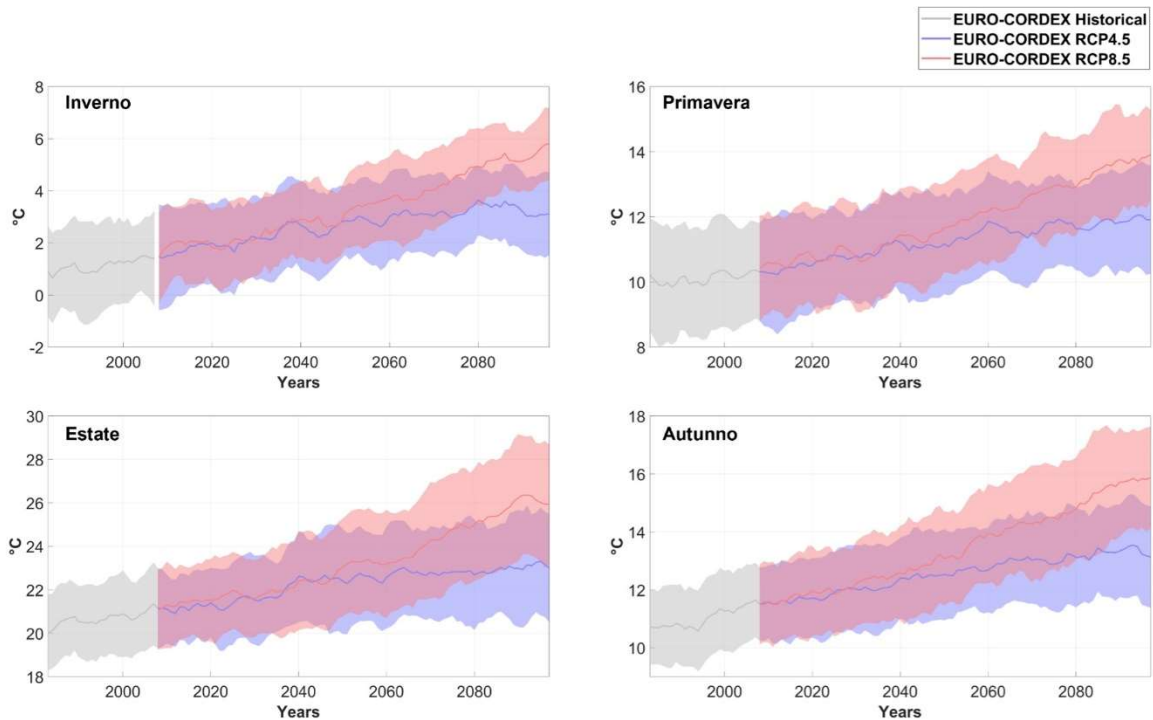 EURO-CORDEX Historical
EURO-CORDEX RCP4.5
EURO-CORDEX RCP8.5
Inverno
8
6
4
2
0
-2
°C
2000 2020 2040 2060 2080
Years
Primavera
16
14
12
10
8
°C
2000 2020 2040 2060 2080
Years
Estate
30
28
26
24
22
20
18
°C
2000 2020 2040 2060 2080
Years
Autunno
18
16
14
12
10
°C
2000 2020 2040 2060 2080
Years